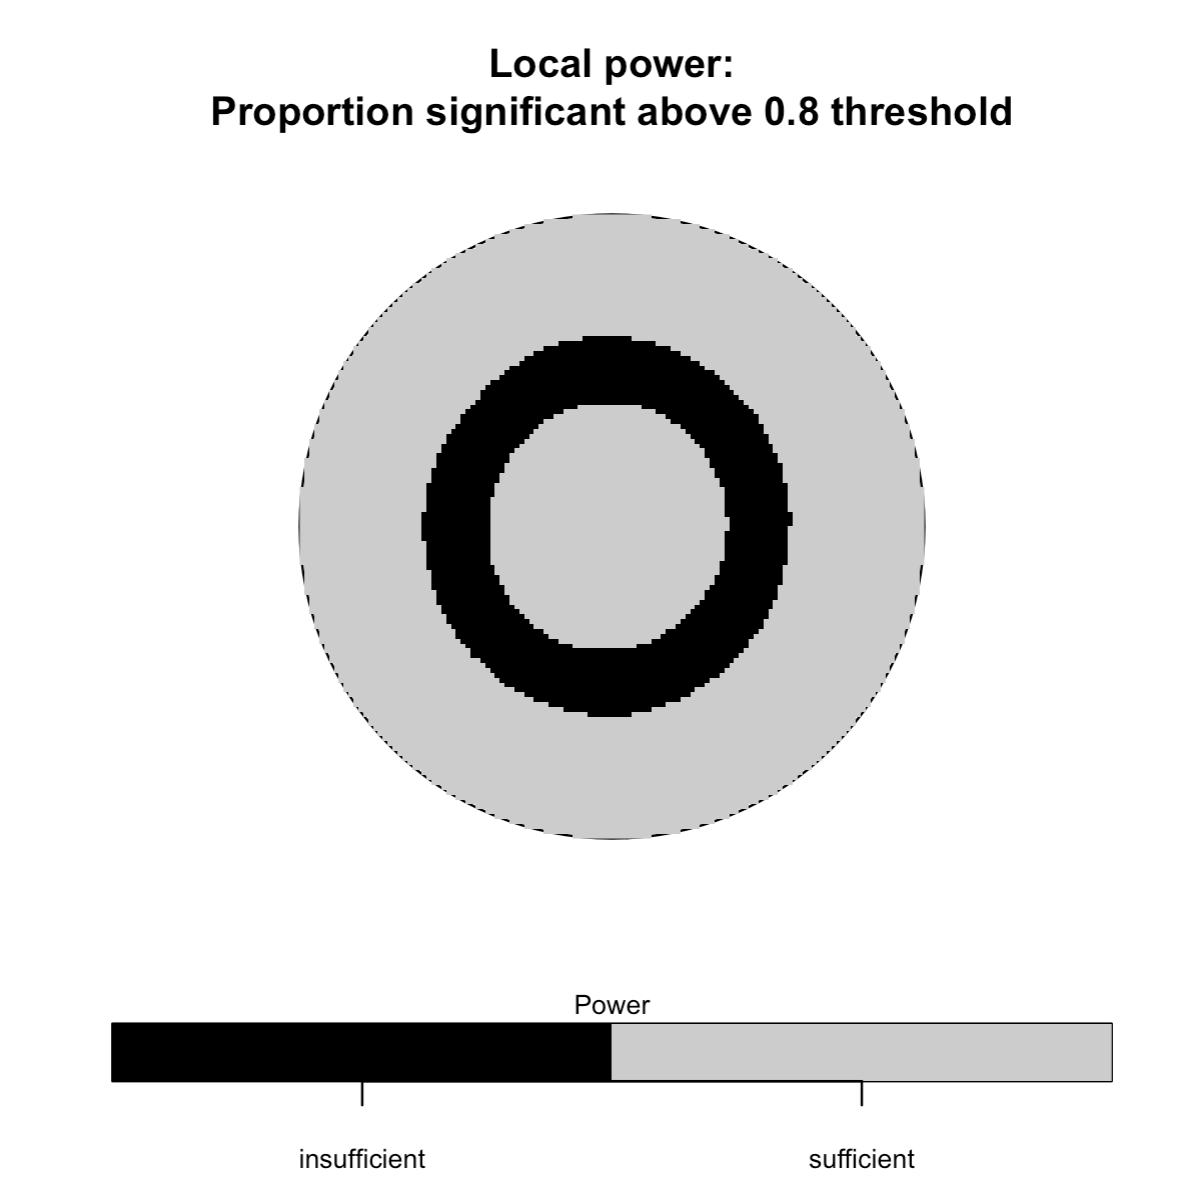 Local power:
Proportion significant above 0.8 threshold
Power
insufficient
sufficient